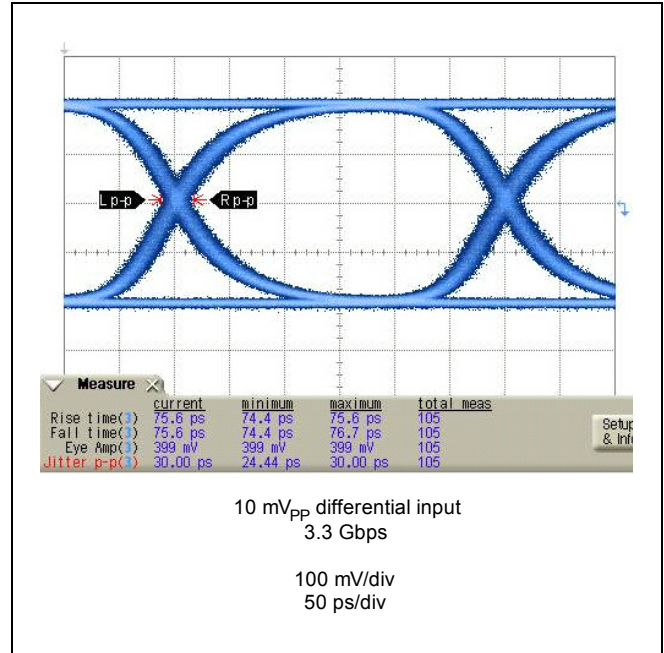 L p-p
R p-p
Measure
current minimum maximum total meas
Rise time(3) 75.6 ps 74.4 ps 75.6 ps 105
Fall time(3) 75.6 ps 74.4 ps 76.7 ps 105
Eye Amp(3) 399 mV 399 mV 399 mV 105
Jitter p-p(3) 30.00 ps 24.44 ps 30.00 ps 105
Setup
& Info
10 mVPP differential input
3.3 Gbps
100 mV/div
50 ps/div